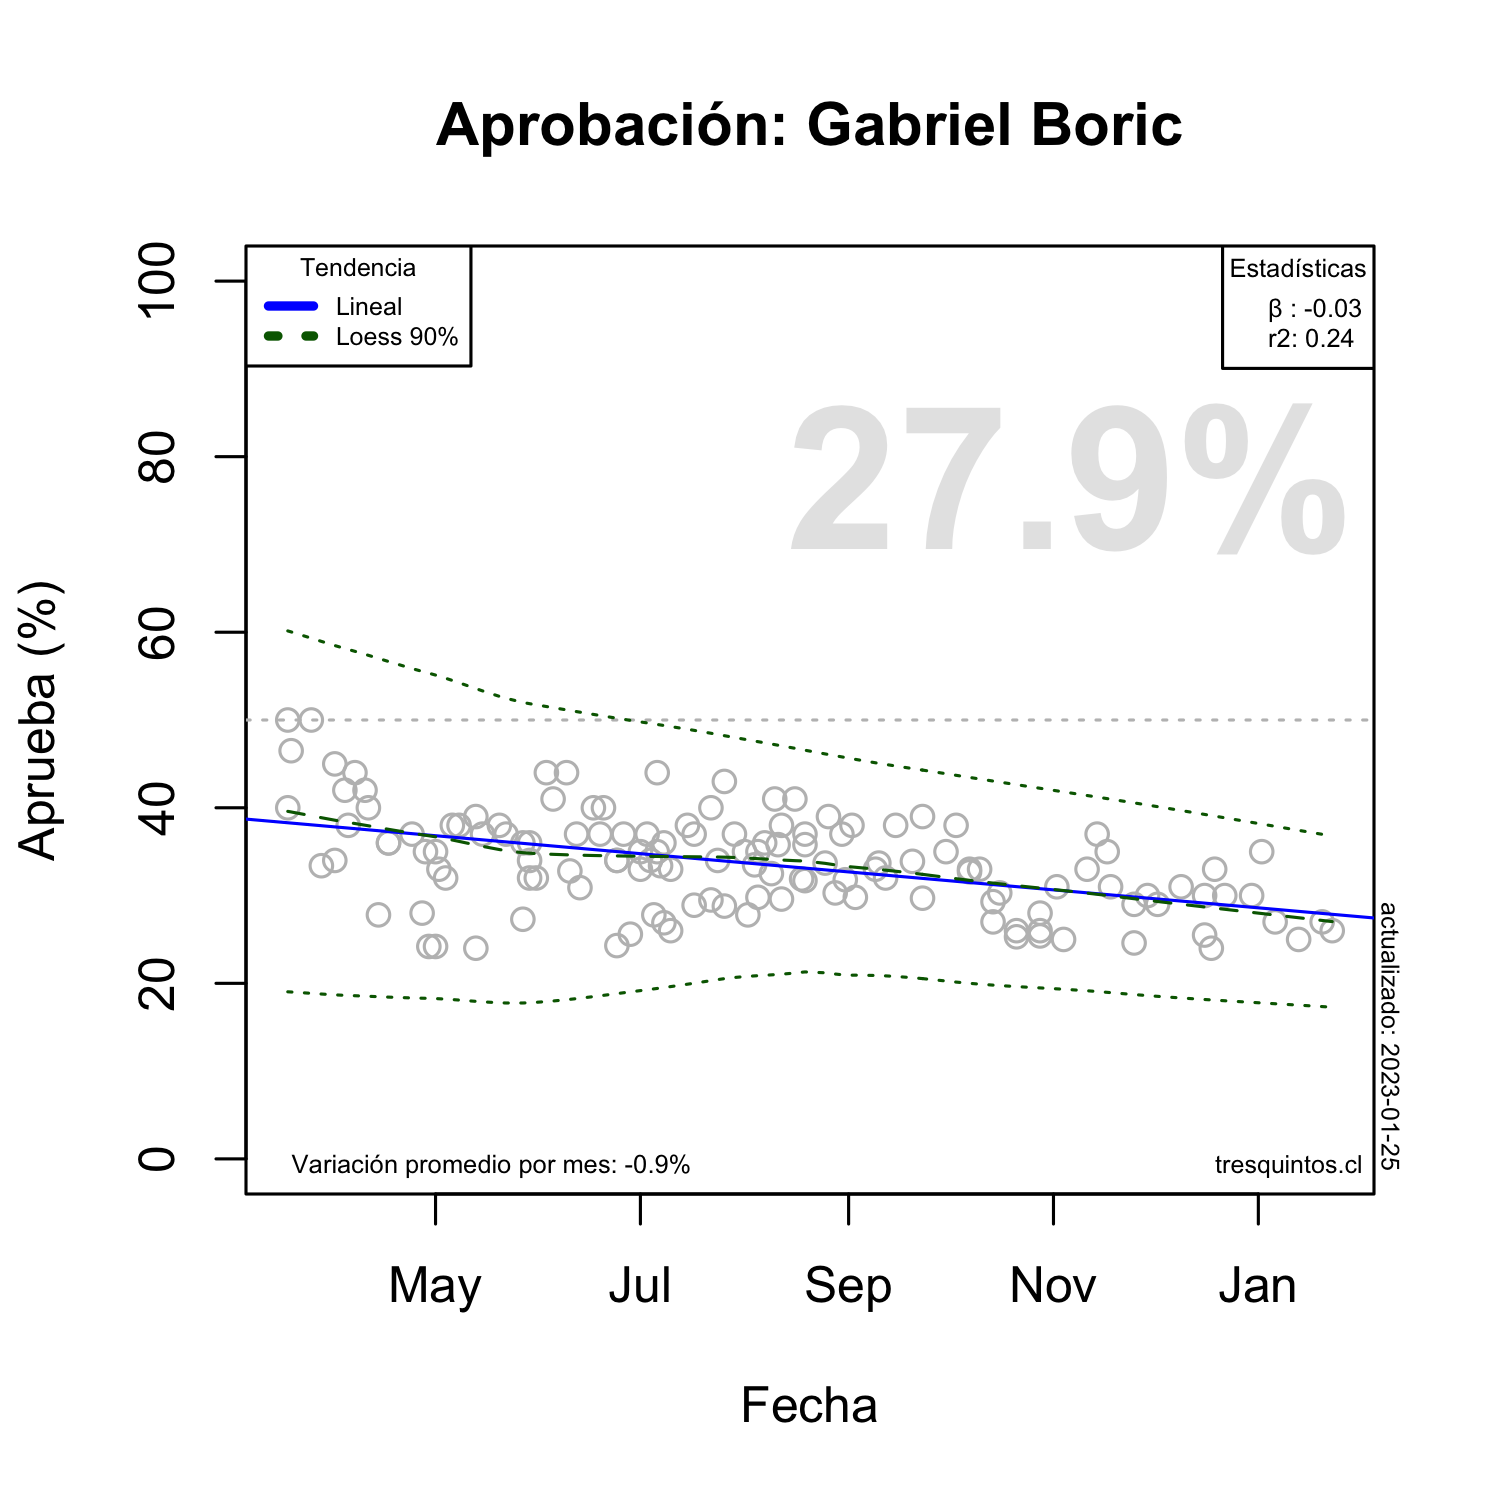 Aprobación: Gabriel Boric
Tendencia
Lineal
Loess 90%
Estadísticas
β : -0.03
r2: 0.24
27.9%
Aprueba (%)
100
80
60
40
20
0
actualizado: 2023-01-25
Variación promedio por mes: -0.9%
tresquintos.cl
May
Jul
Sep
Nov
Jan
Fecha